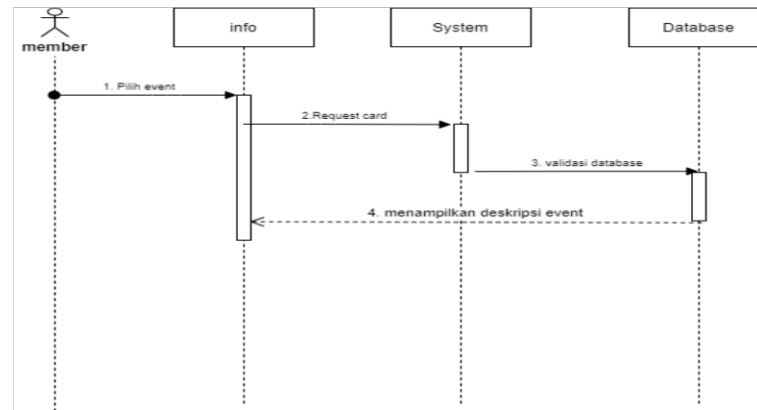 member
info
System
Database
1. Pilih event
2.Request card
3. validasi database
4. menampilkan deskripsi event